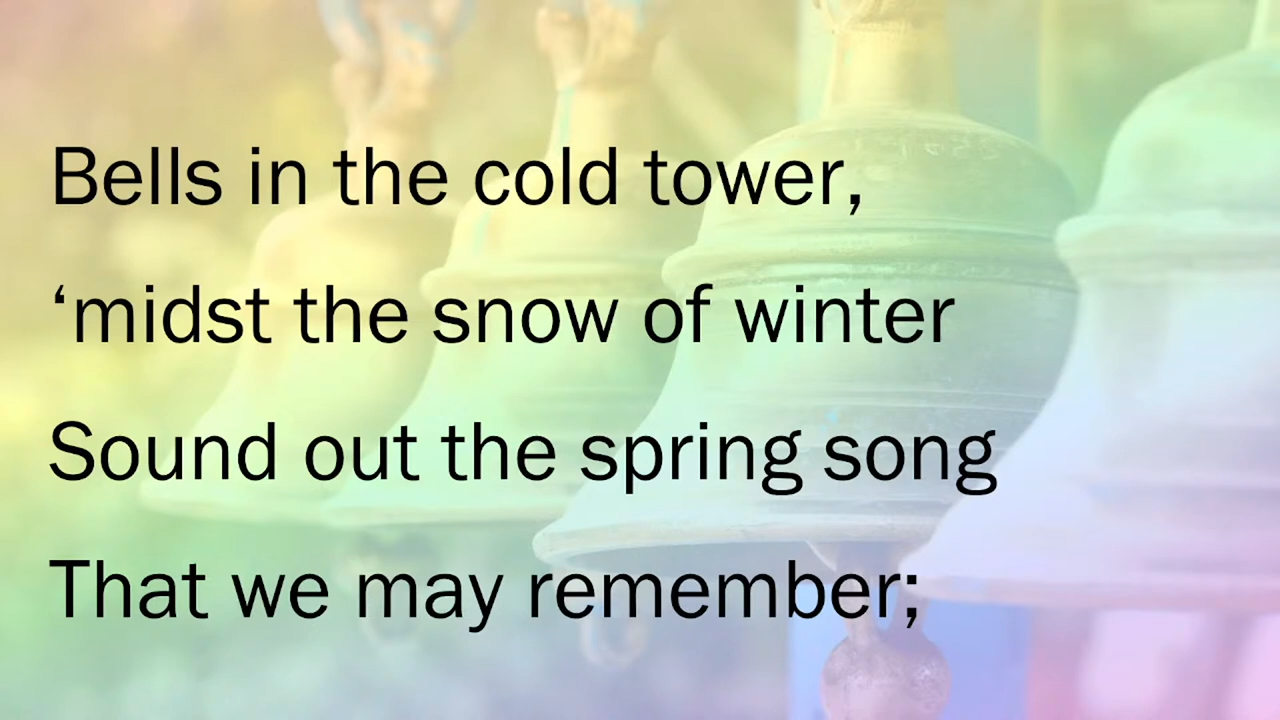 Bells in the cold tower,
‘midst the snow of winter
Sound out the spring song
That we may remember;